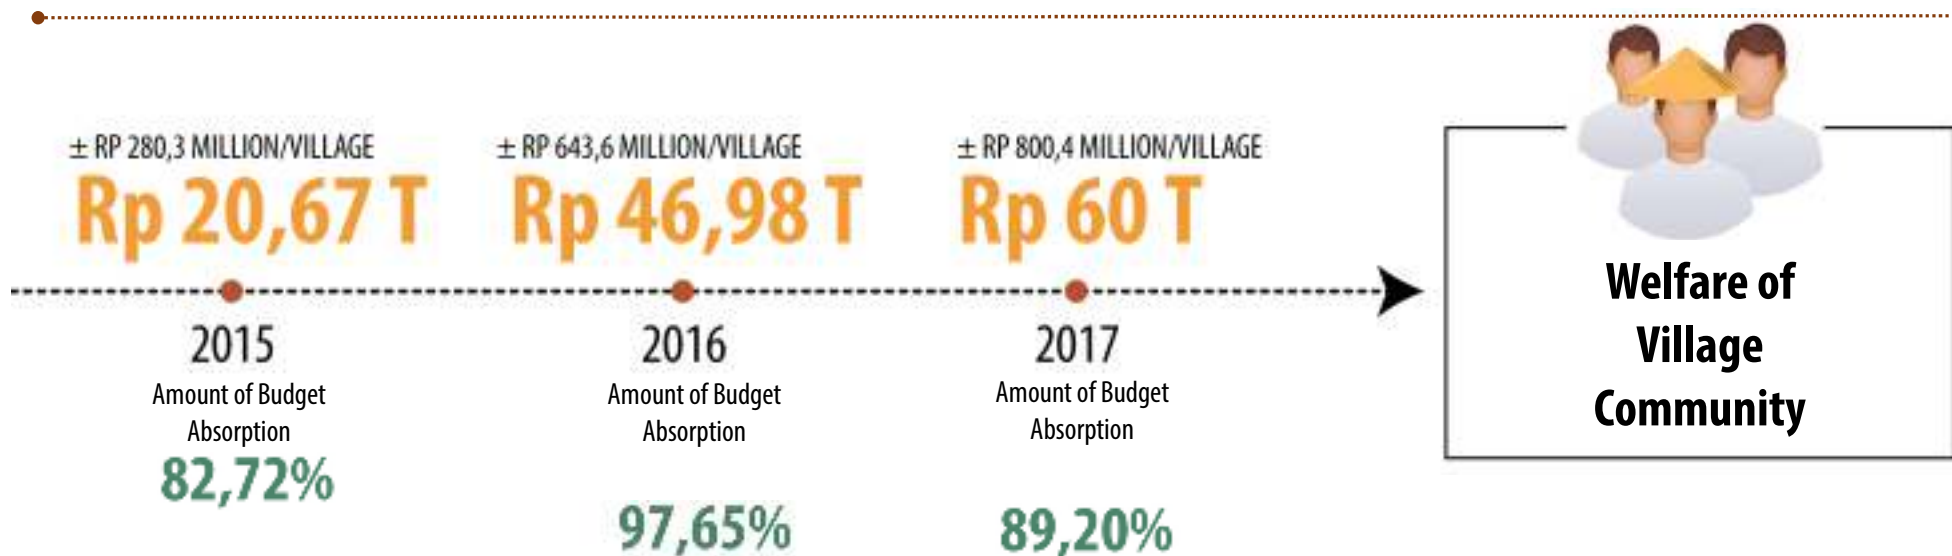 ± RP 280,3 MILLION/VILLAGE
Rp 20,67 T
2015
Amount of Budget
Absorption
82,72%
± RP 643,6 MILLION/VILLAGE
Rp 46,98 T
2016
Amount of Budget
Absorption
97,65%
± RP 800,4 MILLION/VILLAGE
Rp 60 T
2017
Amount of Budget
Absorption
89,20%
Welfare of
Village
Community